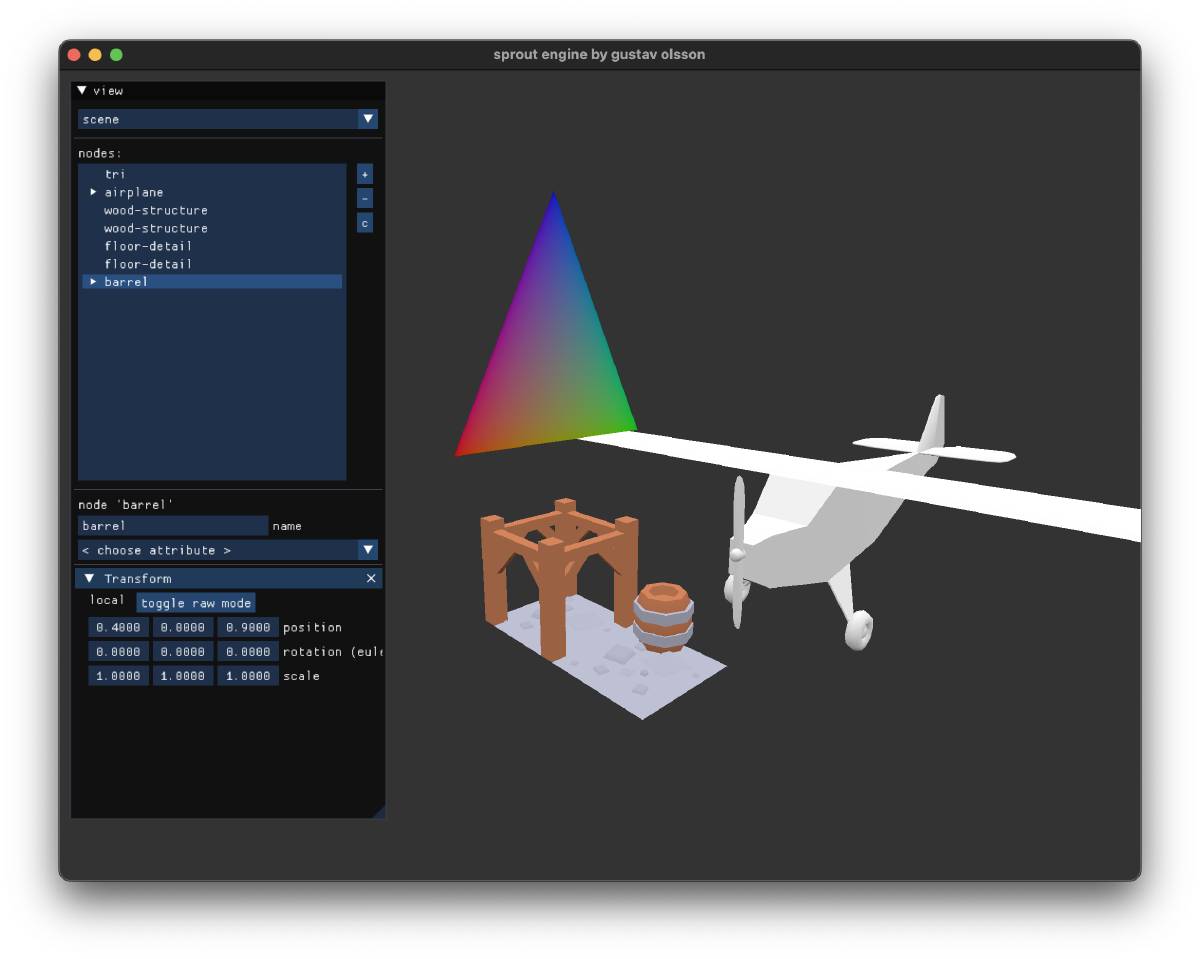 sprout engine by gustav olsson
view
scene
nodes:
tri
airplane
wood-structure
wood-structure
floor-detail
floor-detail
barrel
+
-
c
node 'barrel'
barrel name
< choose attribute >
Transform
local toggle raw mode
0.4000 0.0000 0.9000 position
0.0000 0.0000 0.0000 rotation (eule
1.0000 1.0000 1.0000 scale